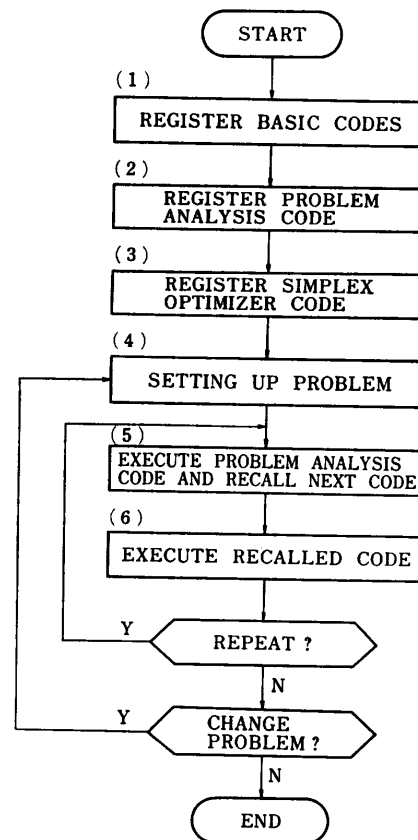 START
(1)
REGISTER BASIC CODES
(2)
REGISTER PROBLEM
ANALYSIS CODE
(3)
REGISTER SIMPLEX
OPTIMIZER CODE
(4)
SETTING UP PROBLEM
(5)
EXECUTE PROBLEM ANALYSIS
CODE AND RECALL NEXT CODE
(6)
EXECUTE RECALLED CODE
Y
REPEAT ?
N
Y
CHANGE
PROBLEM ?
N
END